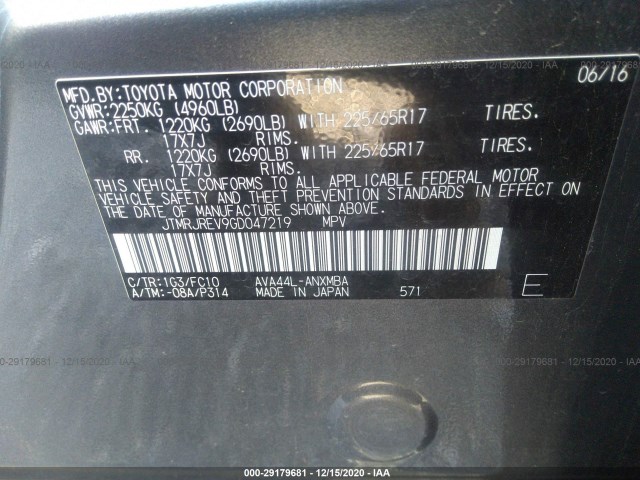 MFD.BY:TOYOTA MOTOR CORPORATION 06/16
GVWR:2250KG (4960LB)
GAWR:FRT. 1220KG (2690LB) WITH 225/65R17 TIRES.
17X7J RIMS.
RR. 1220KG (2690LB) WITH 225/65R17 TIRES.
17X7J RIMS.
THIS VEHICLE CONFORMS TO ALL APPLICABLE FEDERAL MOTOR
VEHICLE SAFETY AND THEFT PREVENTION STANDARDS IN EFFECT ON
THE DATE OF MANUFACTURE SHOWN ABOVE.
JTMRJREV9GD047219 MPV
C/TR:1G3/FC10 AVA44L-ANXMBA
A/TM:-08A/P314 MADE IN JAPAN 571 E
000-29179681 / 12/15/2020 - IAA